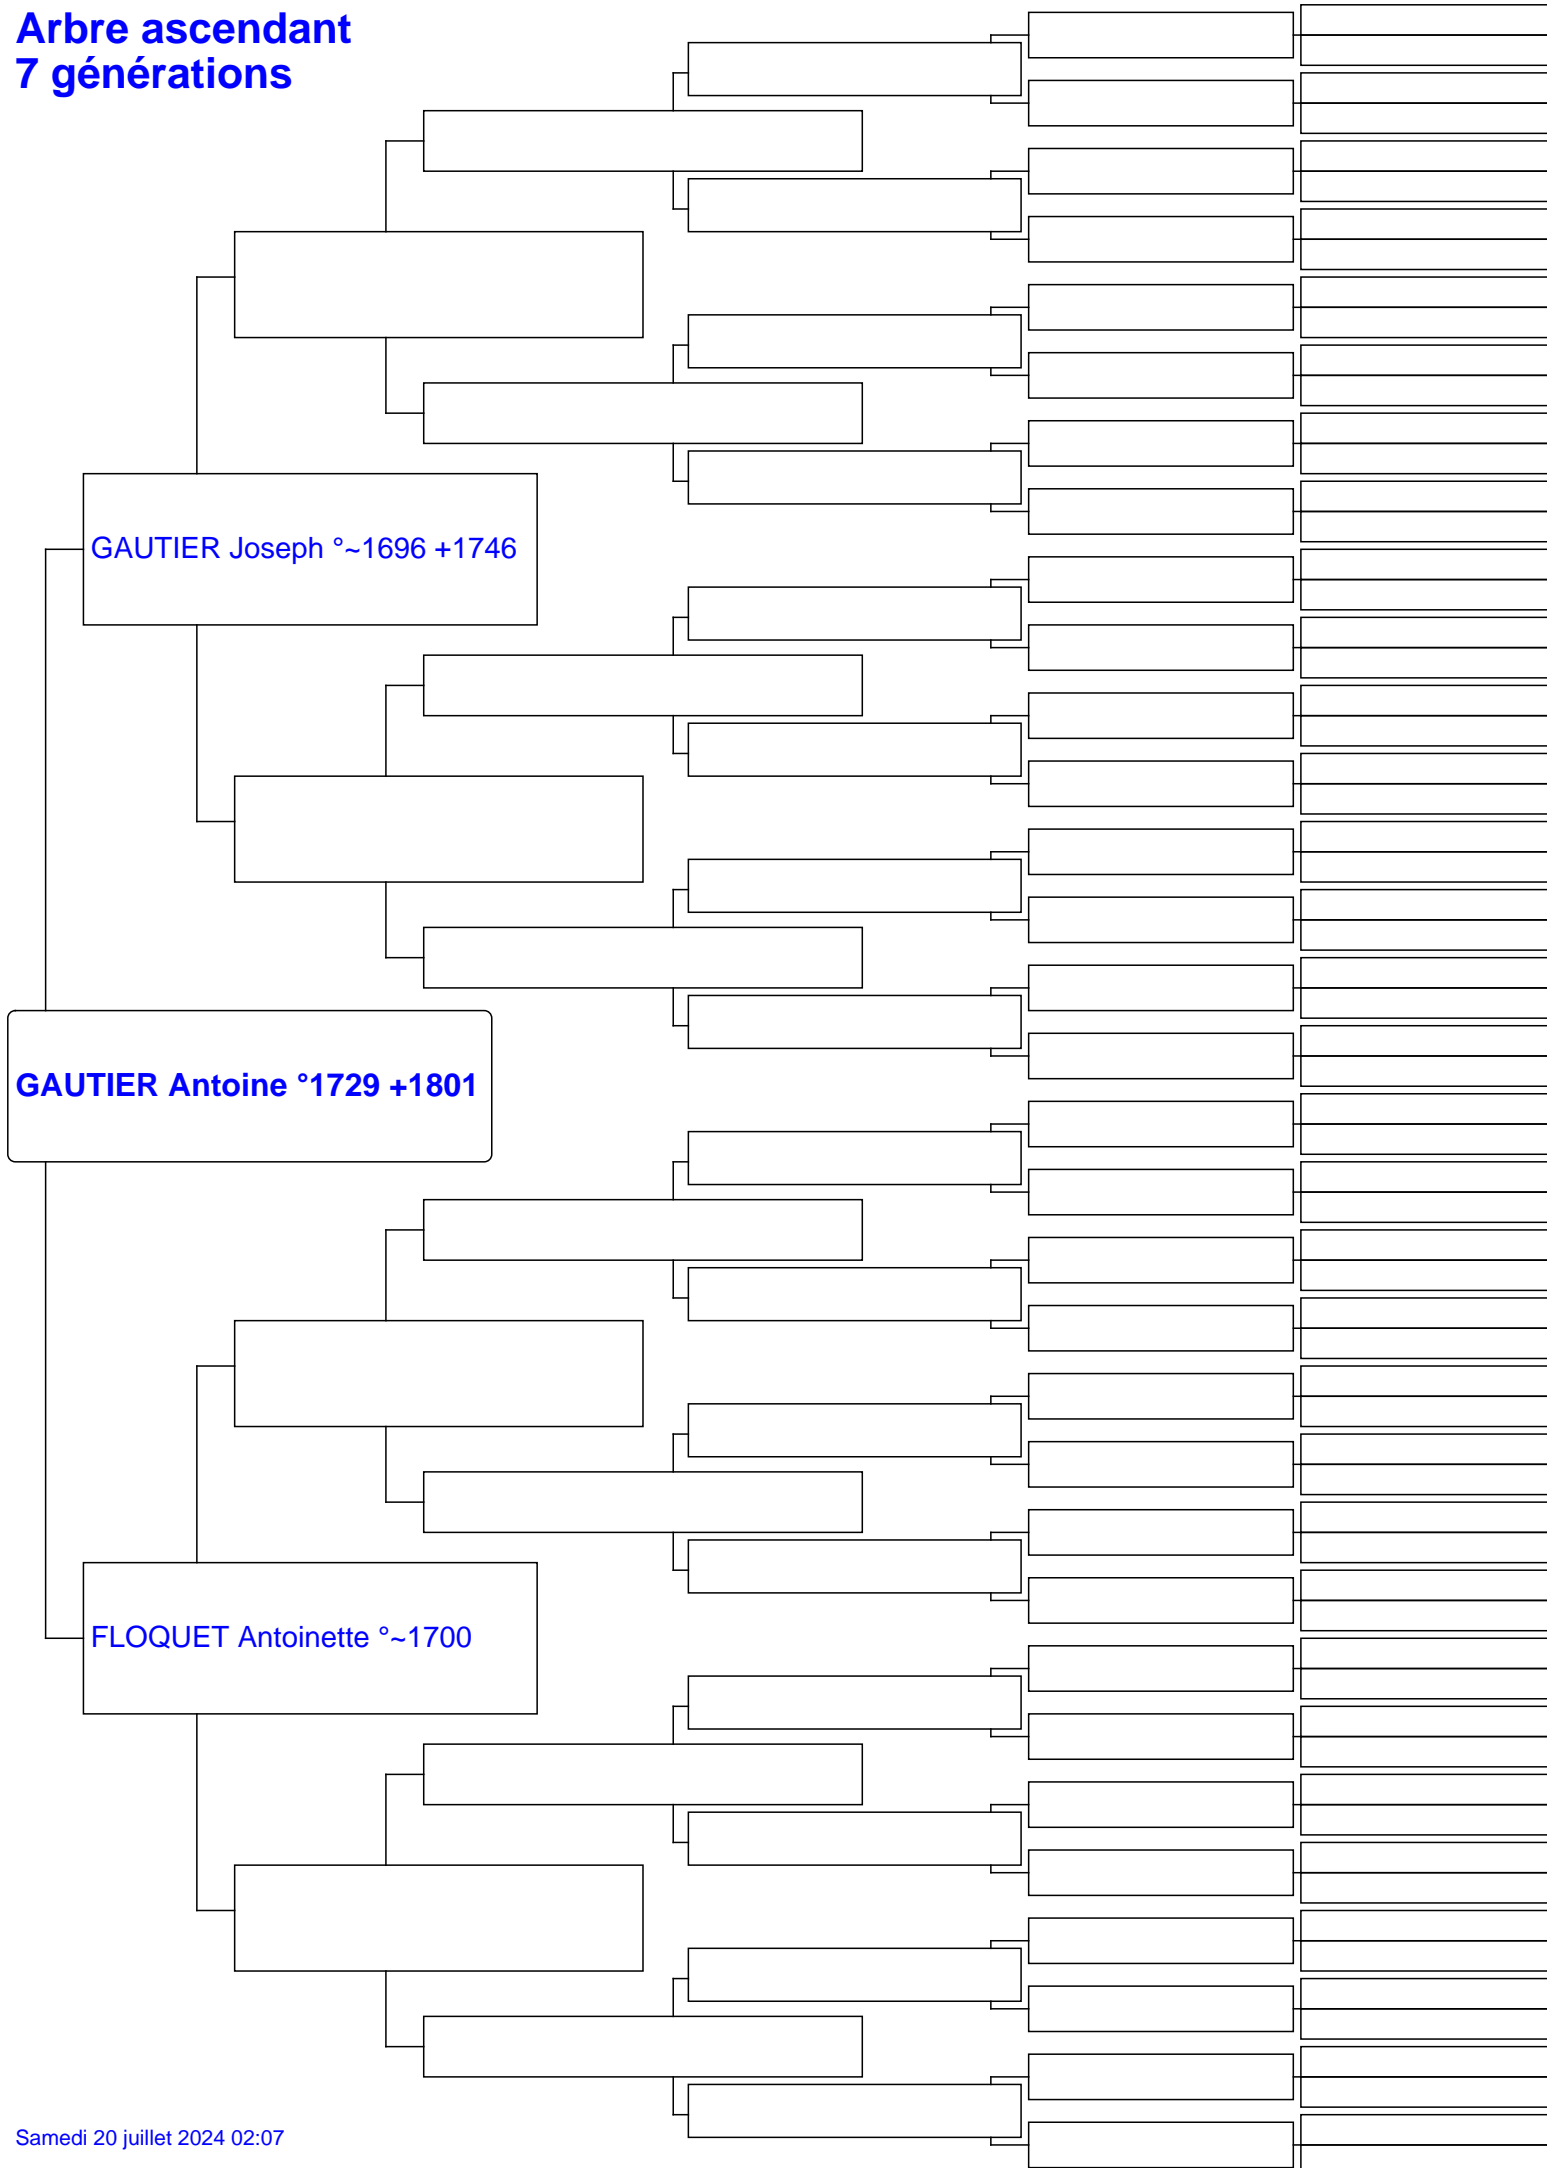 Arbre ascendant
7 générations
GAUTIER Joseph °~1696 +1746
GAUTIER Antoine °1729 +1801
FLOQUET Antoinette °~1700
Samedi 20 juillet 2024 02:07